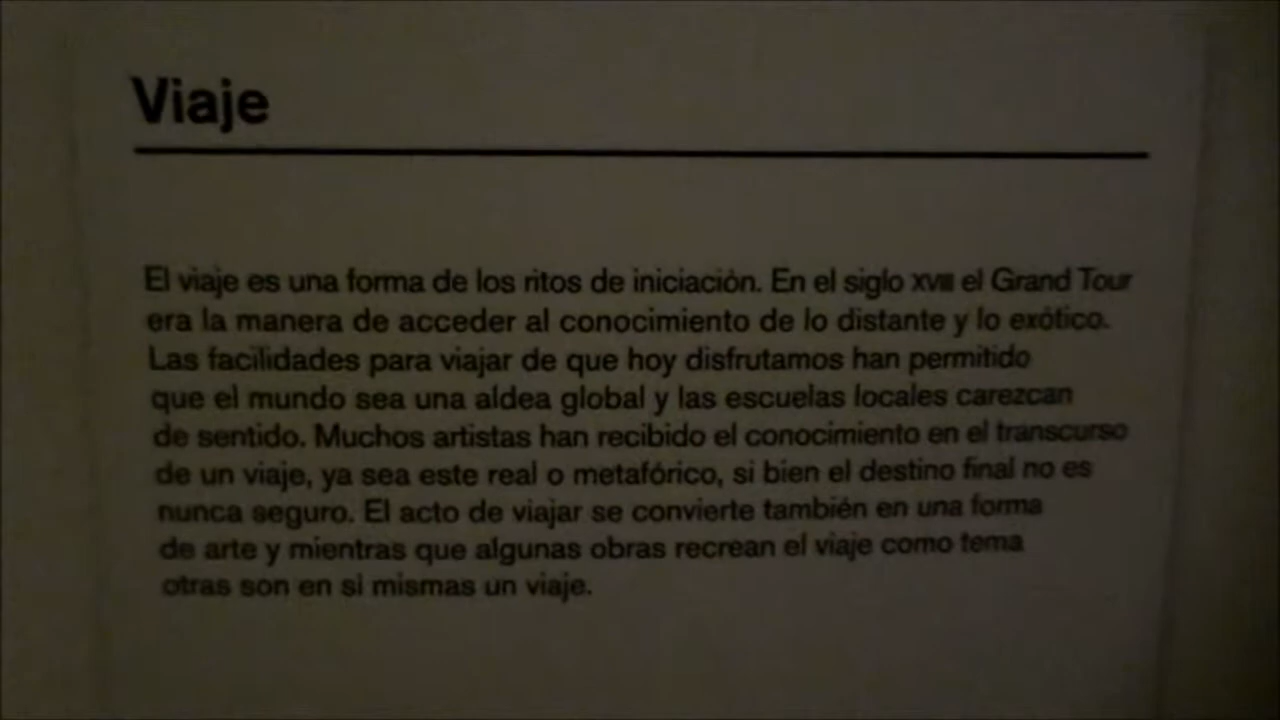 Viaje
El viaje es una forma de los ritos de iniciación. En el siglo XVIII el Grand Tour
era la manera de acceder al conocimiento de lo distante y lo exótico.
Las facilidades para viajar de que hoy disfrutamos han permitido
que el mundo sea una aldea global y las escuelas locales carezcan
de sentido. Muchos artistas han recibido el conocimiento en el transcurso
de un viaje, ya sea este real o metafórico, si bien el destino final no es
nunca seguro. El acto de viajar se convierte también en una forma
de arte y mientras que algunas obras recrean el viaje como tema
otras son en si mismas un viaje.